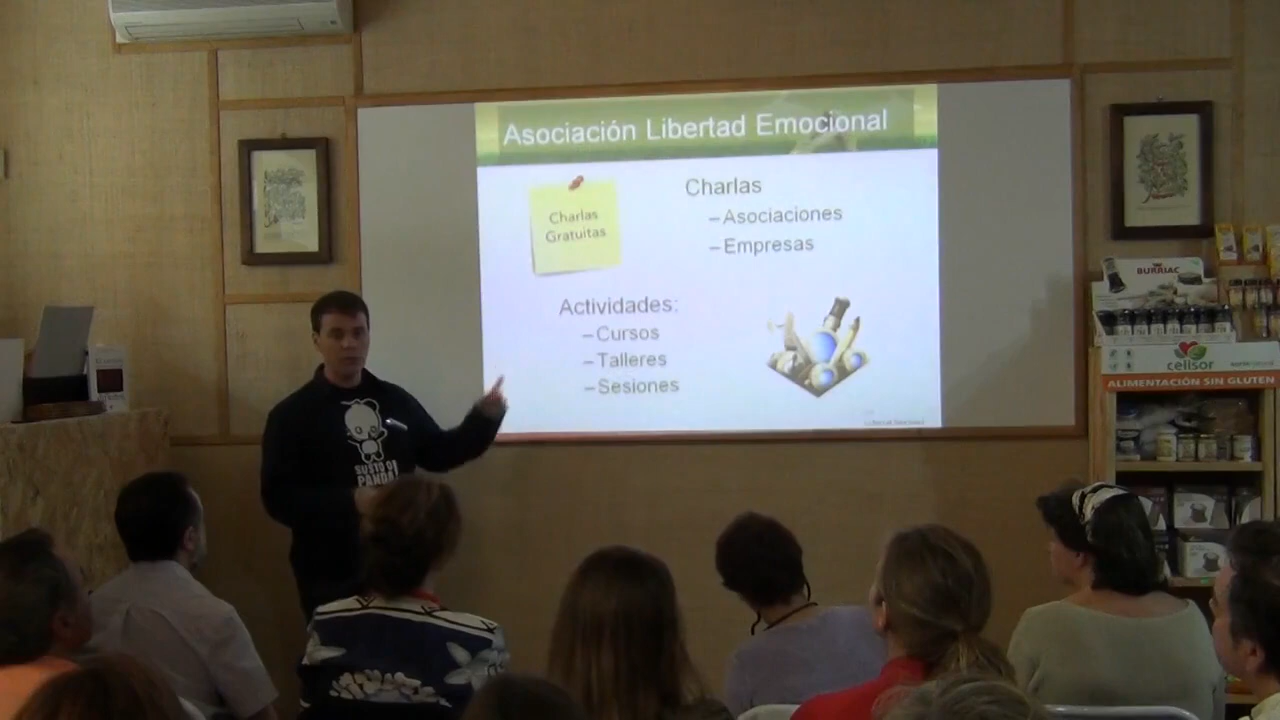 Asociación Libertad Emocional
Charlas
Gratuitas
Charlas
–Asociaciones
–Empresas
Actividades:
–Cursos
–Talleres
–Sesiones
SUSTO O
PANDA!
BURRIAC
celisor
ALIMENTACIÓN SIN GLUTEN